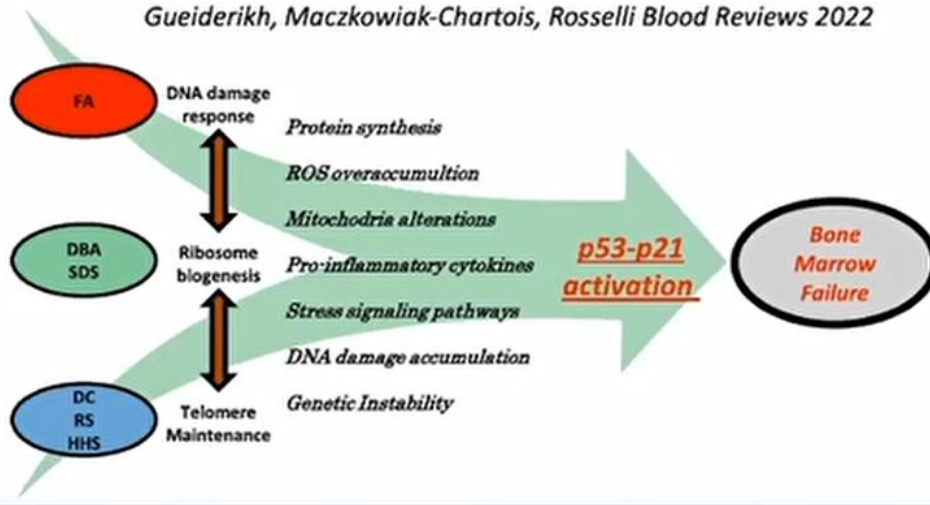 Gueiderikh, Maczkowiak-Chartois, Rosselli Blood Reviews 2022
FA
DNA damage
response
Protein synthesis
ROS overaccumultion
Mitochodria alterations
DBA
SDS
Ribosome
biogenesis
Pro-inflammatory cytokines
Stress signaling pathways
DNA damage accumulation
Genetic Instability
DC
RS
HHS
Telomere
Maintenance
p53-p21
activation
Bone
Marrow
Failure